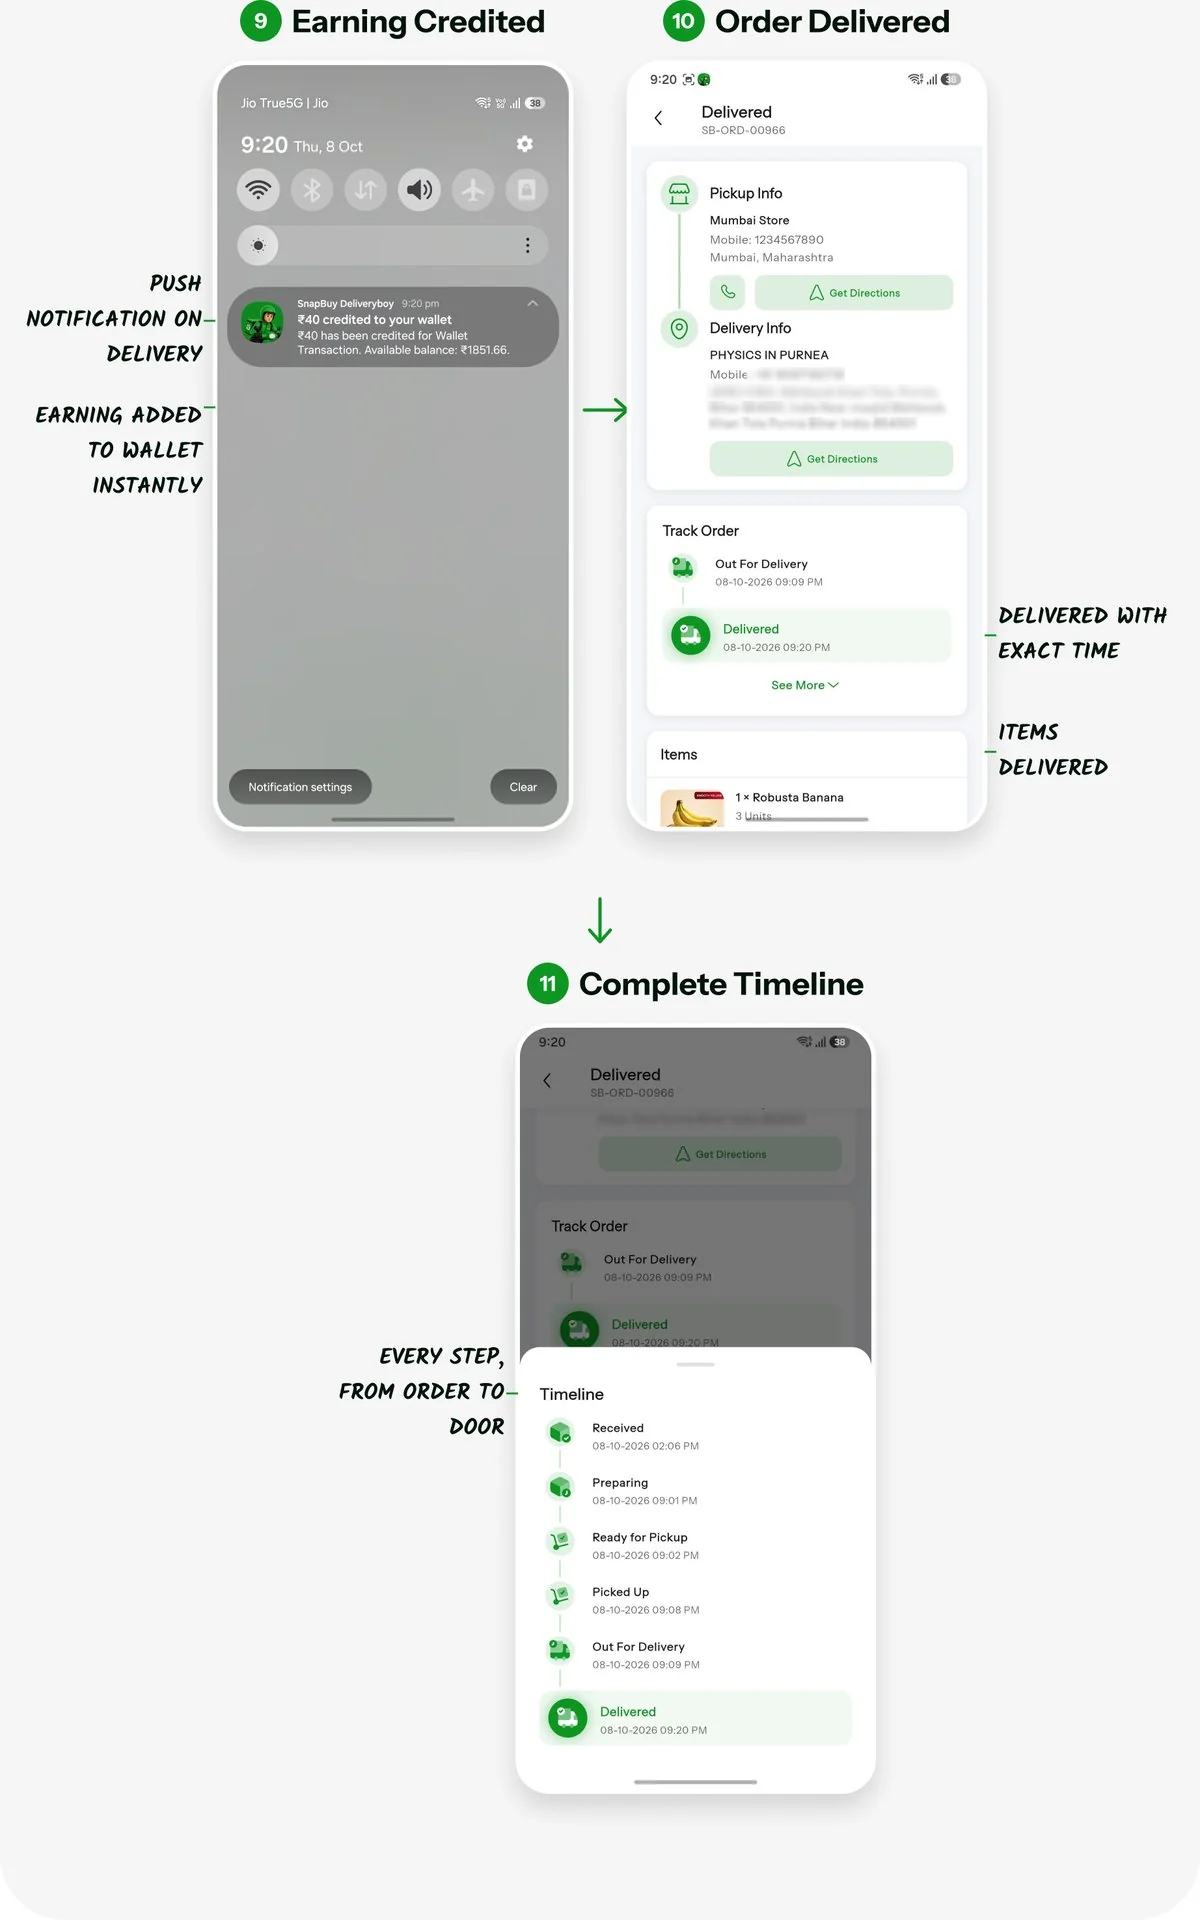 9 Earning Credited
Jio True5G | Jio
38
9:20 Thu, 8 Oct
PUSH
NOTIFICATION ON
DELIVERY
SnapBuy Deliveryboy 9:20 pm
₹40 credited to your wallet
₹40 has been credited for Wallet
Transaction. Available balance: ₹1851.66.
EARNING ADDED
TO WALLET
INSTANTLY
Notification settings
Clear
10 Order Delivered
9:20
38
Delivered
SB-ORD-00966
Pickup Info
Mumbai Store
Mobile: 1234567890
Mumbai, Maharashtra
Get Directions
Delivery Info
PHYSICS IN PURNEA
Mobile
Get Directions
Track Order
Out For Delivery
08-10-2026 09:09 PM
Delivered
08-10-2026 09:20 PM
See More
DELIVERED WITH
EXACT TIME
Items
1 × Robusta Banana
3 Units
ITEMS
DELIVERED
11 Complete Timeline
9:20
38
Delivered
SB-ORD-00966
Get Directions
Track Order
Out For Delivery
08-10-2026 09:09 PM
Delivered
08-10-2026 09:20 PM
EVERY STEP,
FROM ORDER TO
DOOR
Timeline
Received
08-10-2026 02:06 PM
Preparing
08-10-2026 09:01 PM
Ready for Pickup
08-10-2026 09:02 PM
Picked Up
08-10-2026 09:08 PM
Out For Delivery
08-10-2026 09:09 PM
Delivered
08-10-2026 09:20 PM